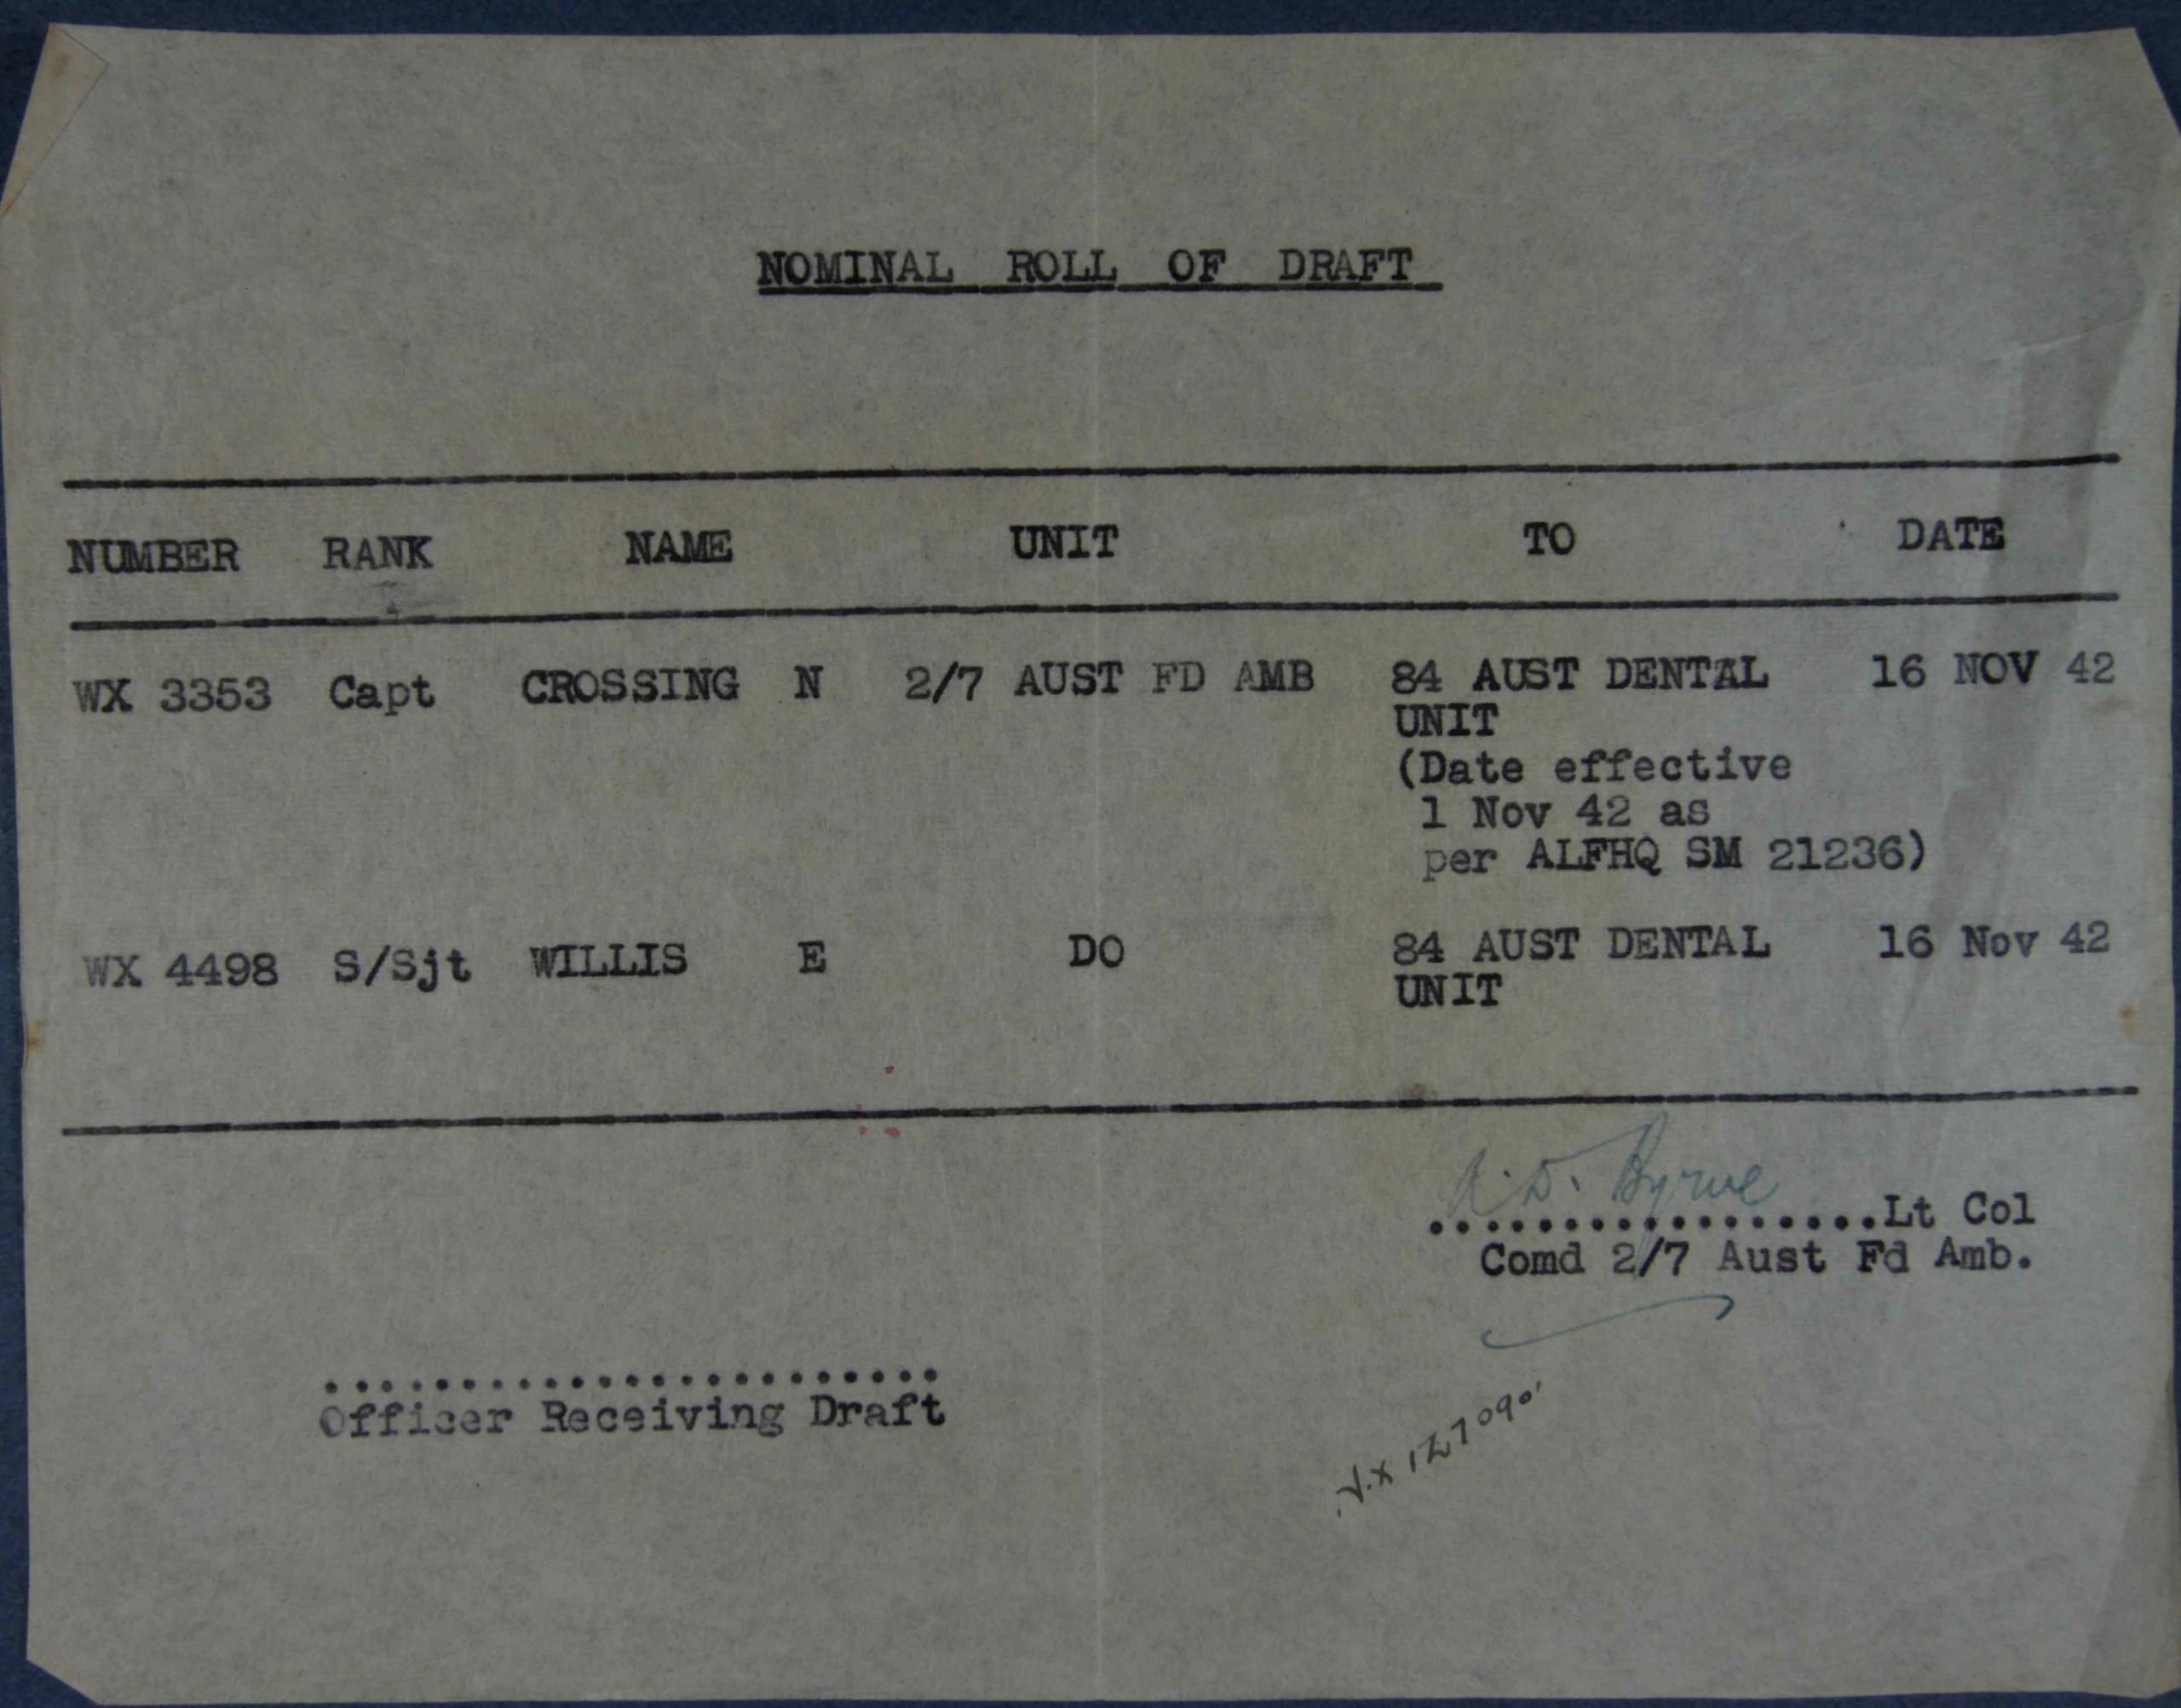 NOMINAL ROLL OF DRAFT
NUMBER RANK NAME UNIT TO DATE
WX 3353 Capt CROSSING N 2/7 AUST FD AMB 84 AUST DENTAL 16 NOV 42
UNIT
(Date effective
1 Nov 42 as
per ALFHQ SM 21236)
WX 4498 S/Sjt WILLIS E DO 84 AUST DENTAL 16 Nov 42
UNIT
A.D. Byrne
.................Lt Col
Comd 2/7 Aust Fd Amb.
.......................
Officer Receiving Draft